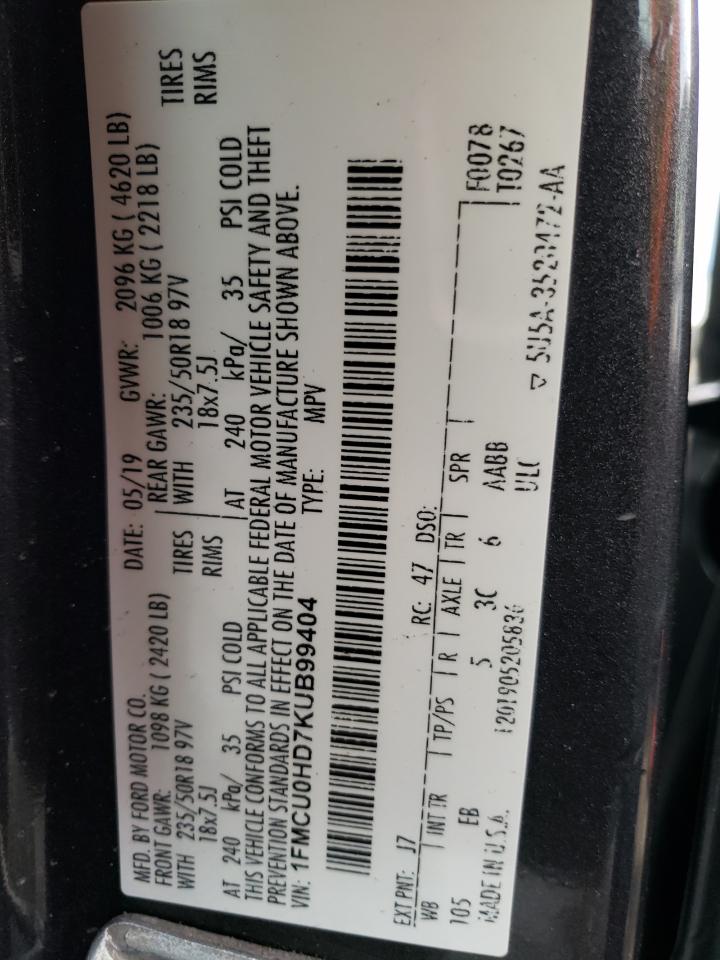 MFD. BY FORD MOTOR CO. DATE: 05/19 GVWR: 2096 KG ( 4620 LB)
FRONT GAWR: 1098 KG ( 2420 LB) REAR GAWR: 1006 KG ( 2218 LB)
WITH 235/50R18 97V TIRES WITH 235/50R18 97V TIRES
18x7.5J RIMS 18x7.5J RIMS
AT 240 kPa/ 35 PSI COLD AT 240 kPa/ 35 PSI COLD
THIS VEHICLE CONFORMS TO ALL APPLICABLE FEDERAL MOTOR VEHICLE SAFETY AND THEFT
PREVENTION STANDARDS IN EFFECT ON THE DATE OF MANUFACTURE SHOWN ABOVE.
VIN: 1FMCU0HD7KUB99404 TYPE: MPV
EXT PNT: J7 RC: 47 DSO: F0078
WB INT TR TP/PS R AXLE TR SPR T0267
105 EB 5 3C 6 AABB
MADE IN U.S.A. 1201905205836 ULC
5U5A-3520472-AA